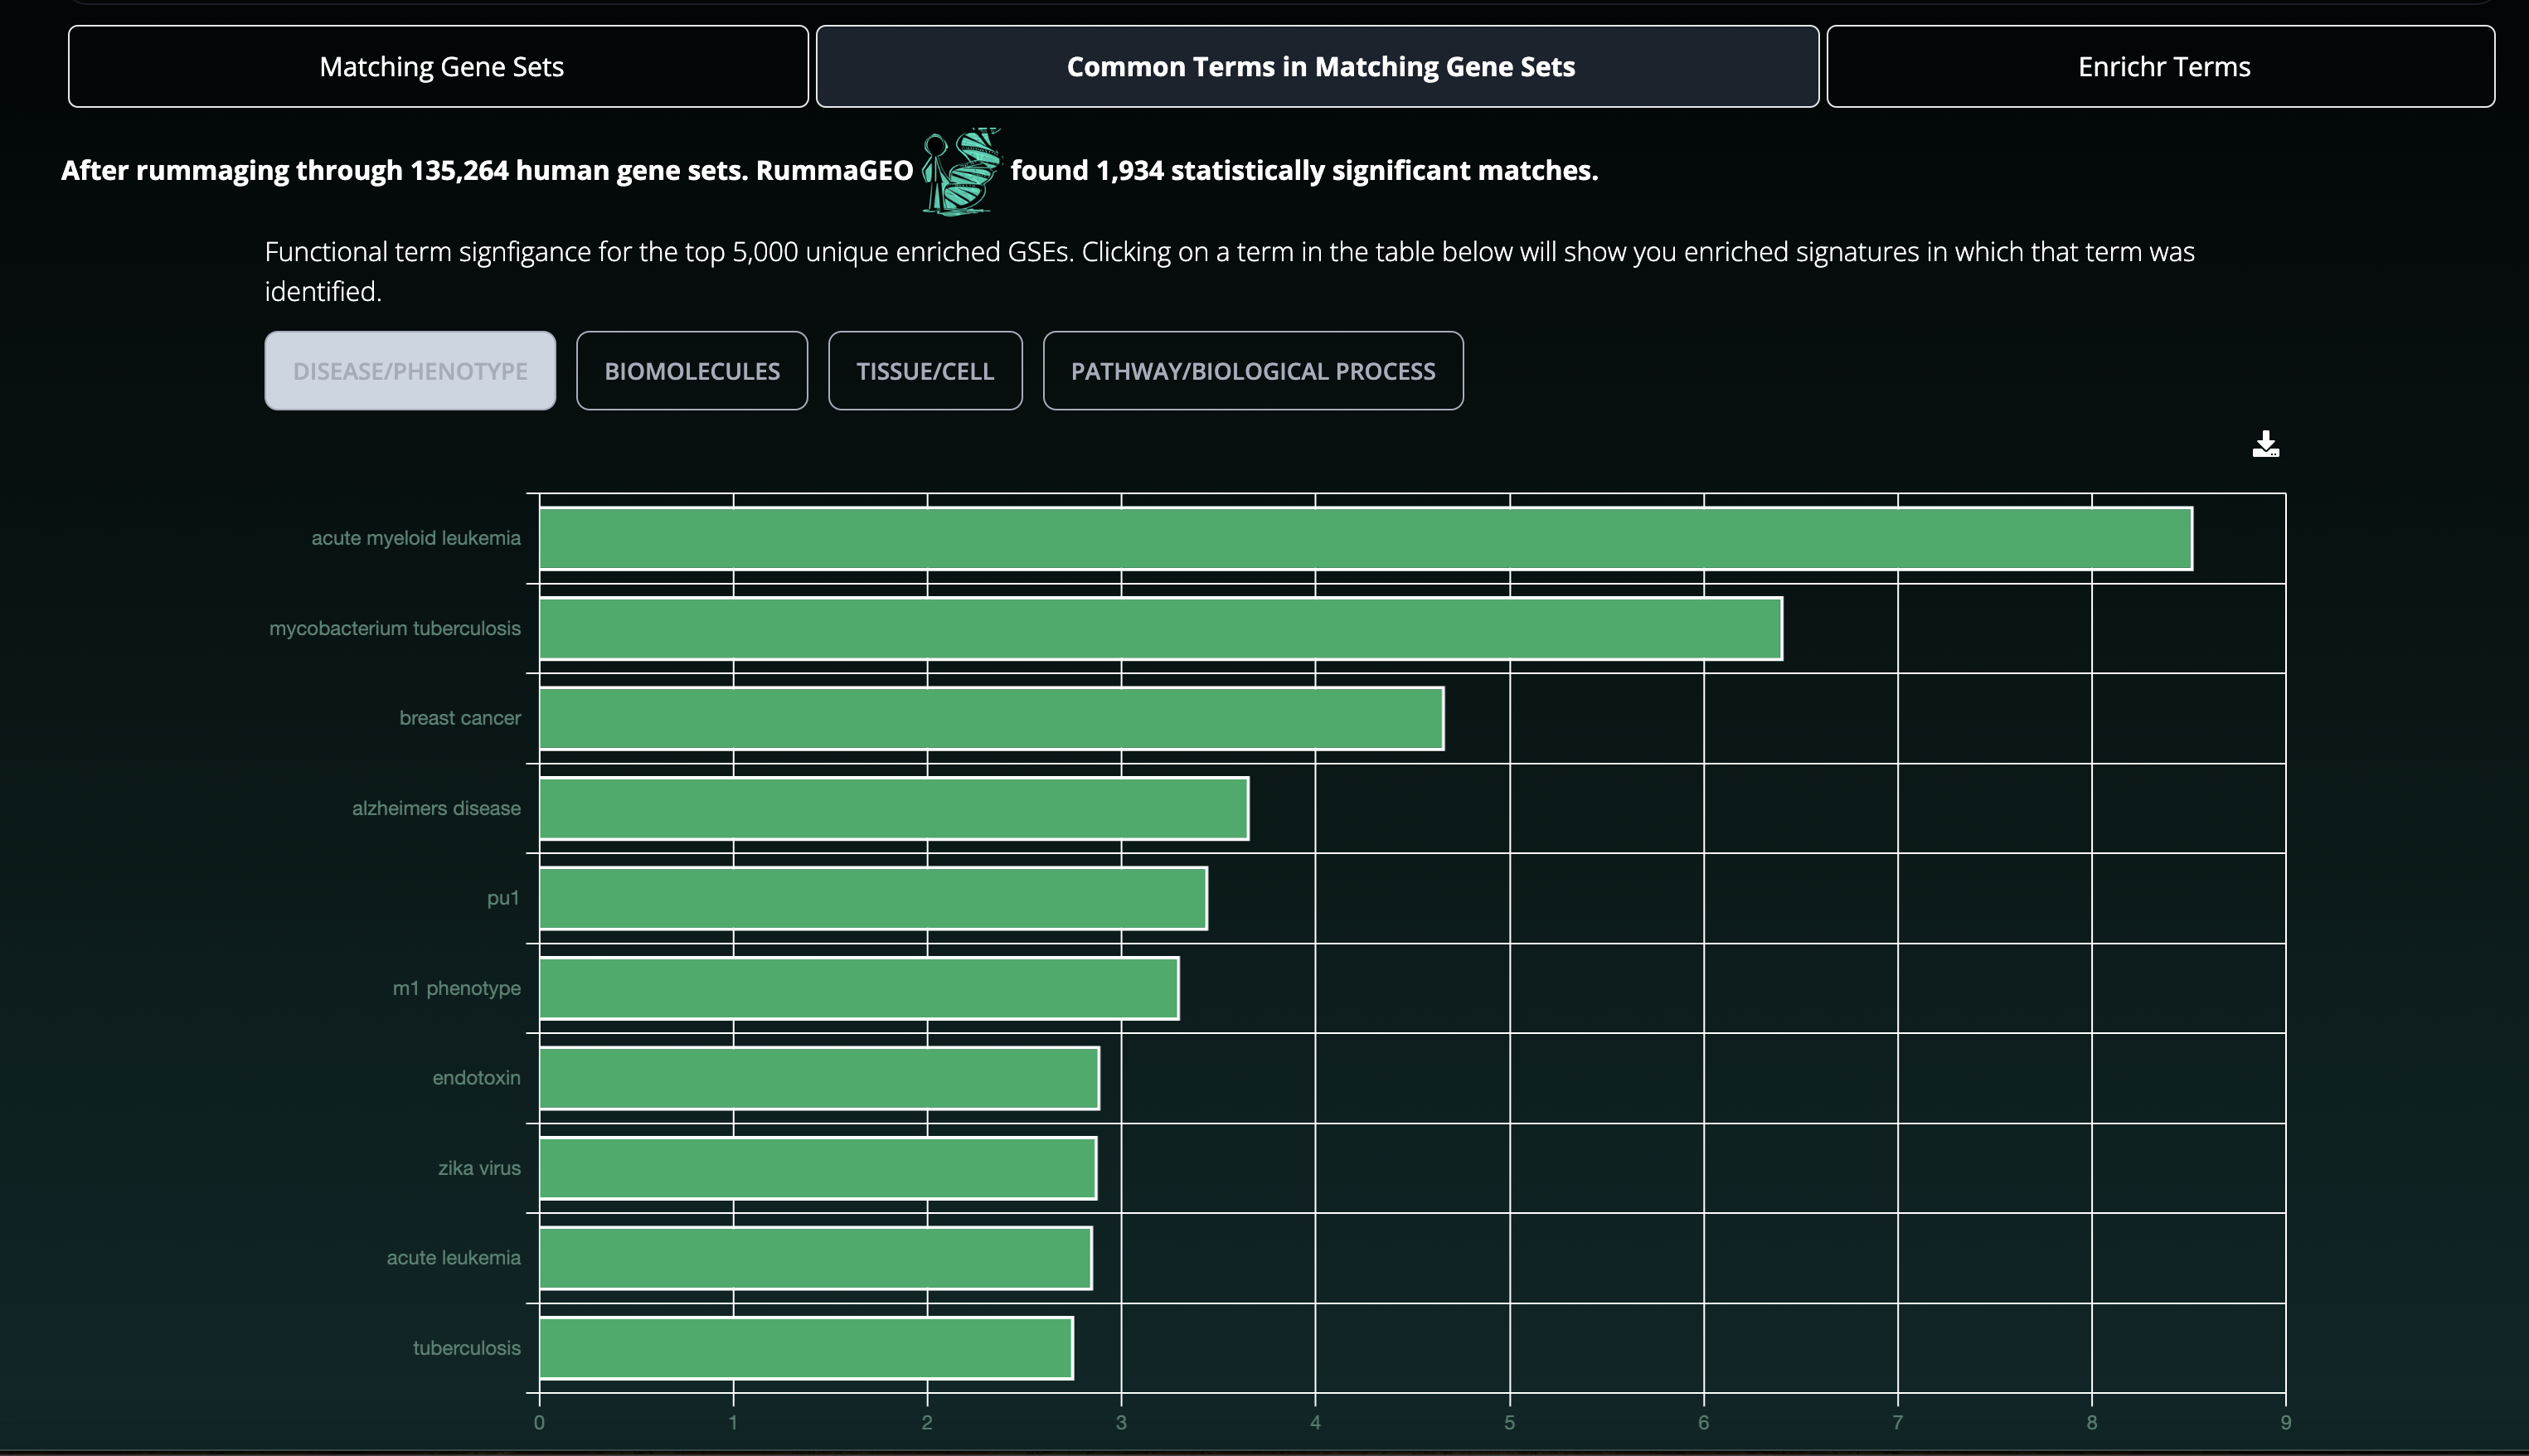 Matching Gene Sets
Common Terms in Matching Gene Sets
Enrichr Terms
After rummaging through 135,264 human gene sets. RummaGEO found 1,934 statistically significant matches.
Functional term signfigance for the top 5,000 unique enriched GSEs. Clicking on a term in the table below will show you enriched signatures in which that term was
identified.
DISEASE/PHENOTYPE
BIOMOLECULES
TISSUE/CELL
PATHWAY/BIOLOGICAL PROCESS
acute myeloid leukemia
mycobacterium tuberculosis
breast cancer
alzheimers disease
pu1
m1 phenotype
endotoxin
zika virus
acute leukemia
tuberculosis
0 1 2 3 4 5 6 7 8 9